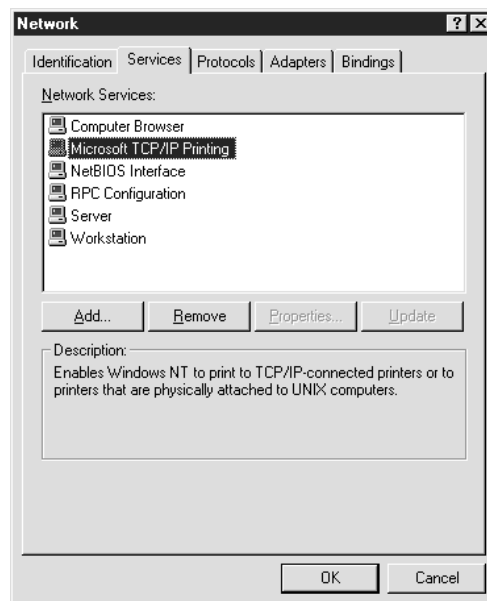 Network
Identification Services Protocols Adapters Bindings
Network Services:
Computer Browser
Microsoft TCP/IP Printing
NetBIOS Interface
RPC Configuration
Server
Workstation
Add... Remove Properties... Update
Description:
Enables Windows NT to print to TCP/IP-connected printers or to
printers that are physically attached to UNIX computers.
OK Cancel